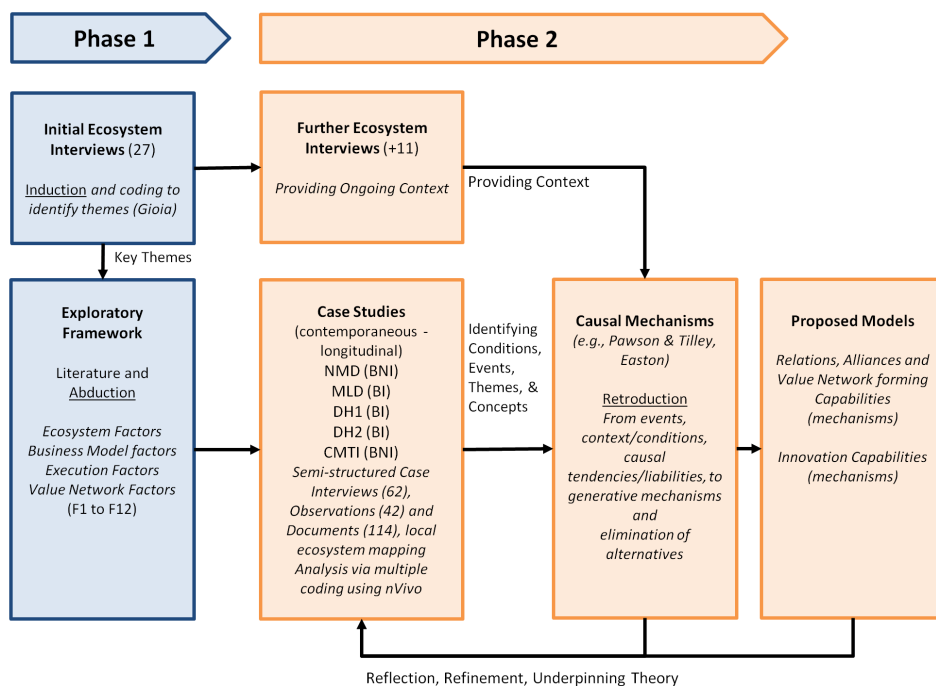 Phase 1
Phase 2
Initial Ecosystem
Interviews (27)
Induction and coding to
identify themes (Gioia)
Further Ecosystem
Interviews (+11)
Providing Ongoing Context
Providing Context
Key Themes
Exploratory
Framework
Literature and
Abduction
Ecosystem Factors
Business Model factors
Execution Factors
Value Network Factors
(F1 to F12)
Case Studies
(contemporaneous -
longitudinal)
NMD (BNI)
MLD (BI)
DH1 (BI)
DH2 (BI)
CMTI (BNI)
Semi-structured Case
Interviews (62),
Observations (42) and
Documents (114), local
ecosystem mapping
Analysis via multiple
coding using nVivo
Identifying
Conditions,
Events,
Themes, &
Concepts
Causal Mechanisms
(e.g., Pawson & Tilley,
Easton)
Retroduction
From events,
context/conditions,
causal
tendencies/liabilities, to
generative mechanisms
and
elimination of
alternatives
Proposed Models
Relations, Alliances and
Value Network forming
Capabilities
(mechanisms)
Innovation Capabilities
(mechanisms)
Reflection, Refinement, Underpinning Theory